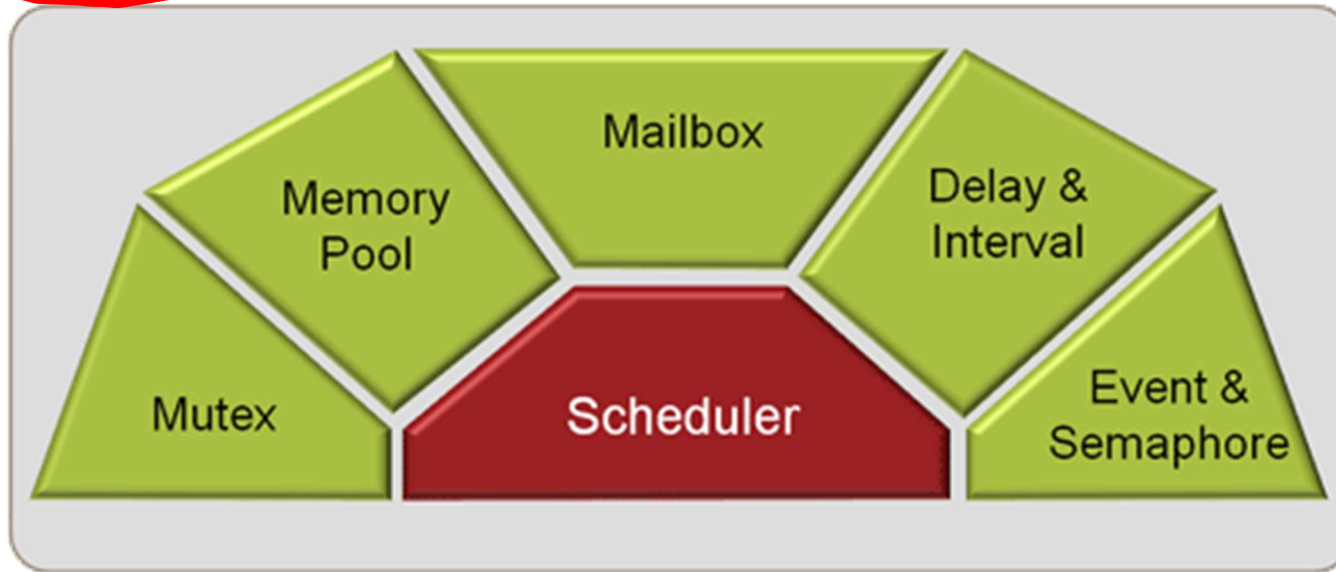 Mailbox
Memory
Pool
Delay &
Interval
Mutex
Scheduler
Event &
Semaphore